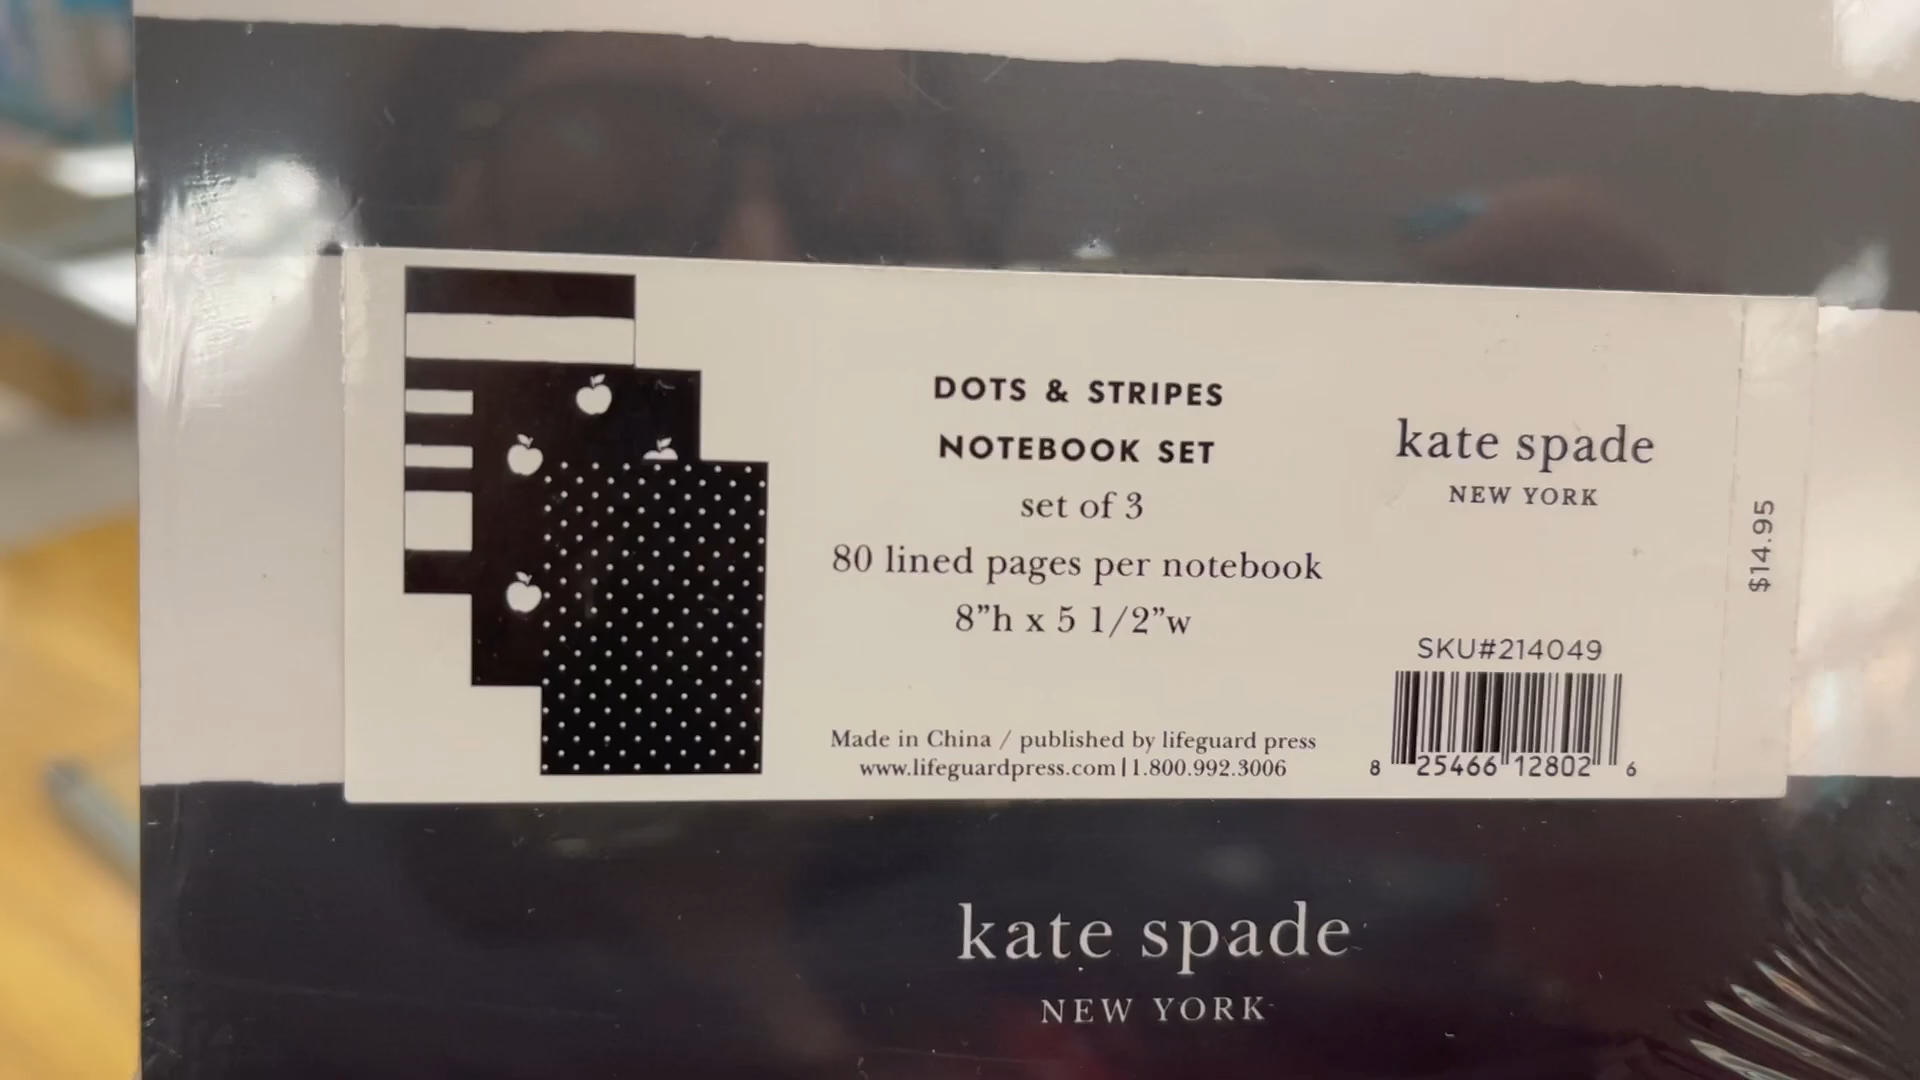 DOTS & STRIPES
NOTEBOOK SET
set of 3
80 lined pages per notebook
8”h x 5 1/2”w
Made in China / published by lifeguard press
www.lifeguardpress.com|1.800.992.3006
kate spade
NEW YORK
SKU#214049
8 25466 12802 6
$14.95
kate spade
NEW YORK